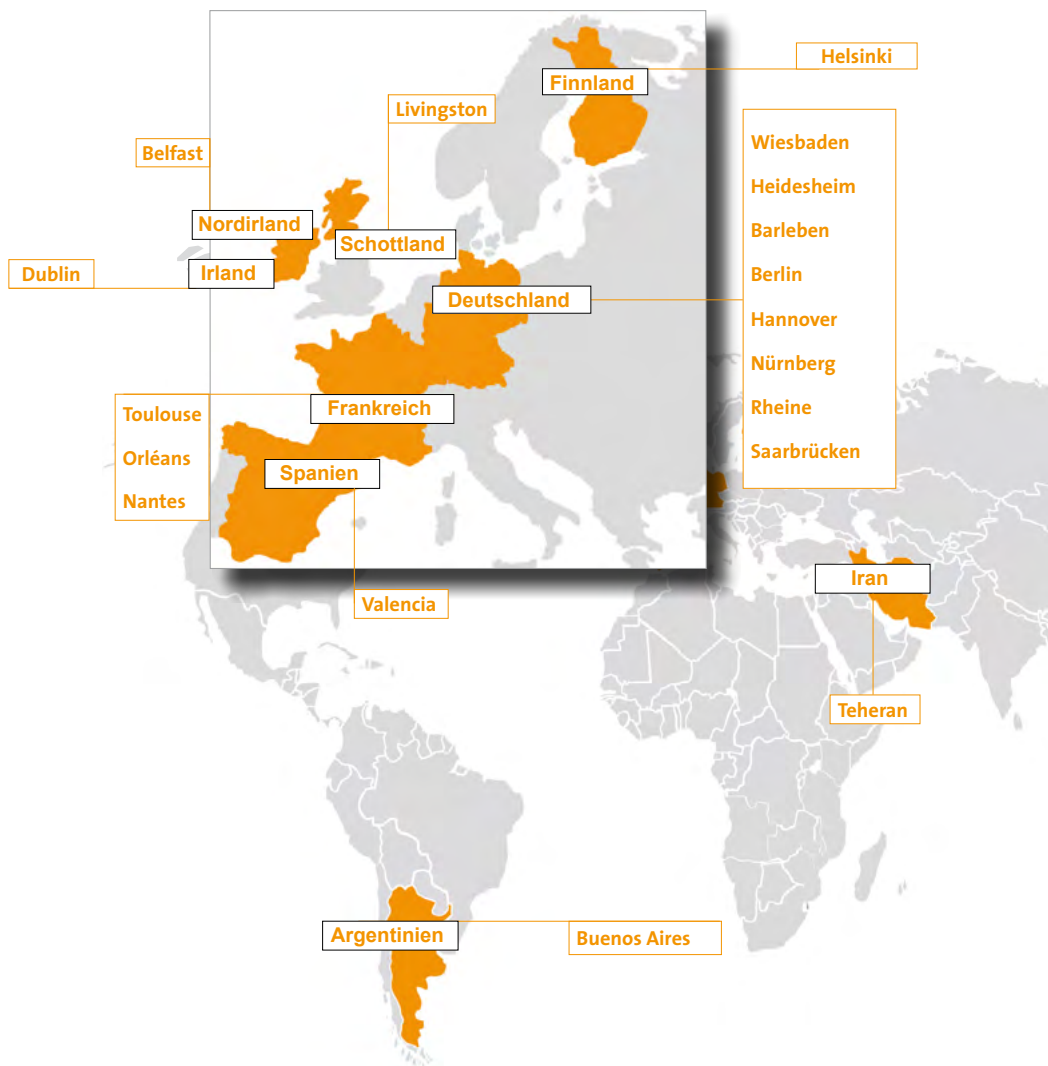 Helsinki
Finnland
Livingston
Belfast
Wiesbaden
Heidesheim
Barleben
Berlin
Hannover
Nürnberg
Rheine
Saarbrücken
Nordirland
Schottland
Dublin
Irland
Deutschland
Frankreich
Toulouse
Orléans
Nantes
Spanien
Valencia
Iran
Teheran
Argentinien
Buenos Aires